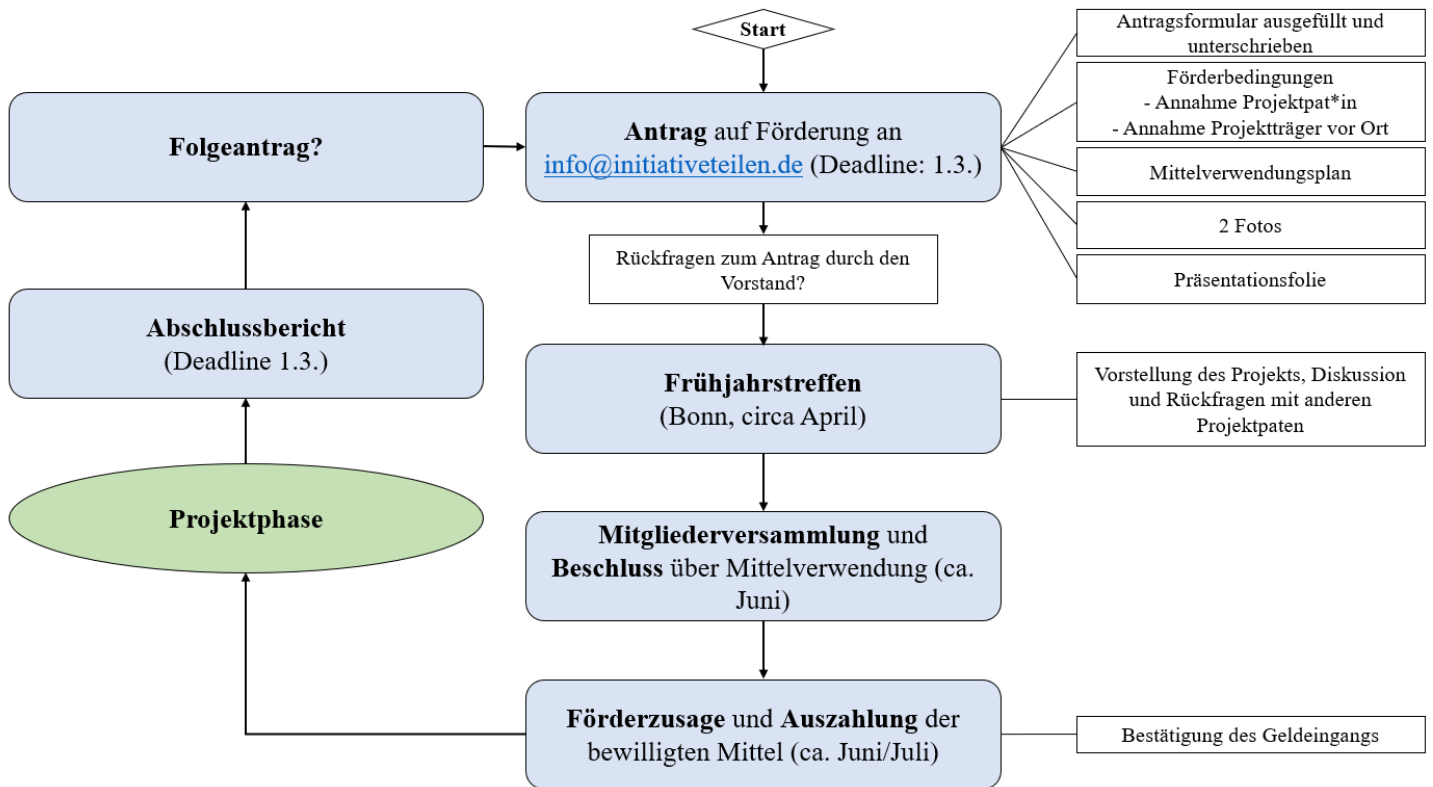 Start
Antrag auf Förderung an
info@initiativeteilen.de (Deadline: 1.3.)
Antragsformular ausgefüllt und
unterschrieben
Förderbedingungen
- Annahme Projektpat*in
- Annahme Projektträger vor Ort
Mittelverwendungsplan
2 Fotos
Präsentationsfolie
Rückfragen zum Antrag durch den
Vorstand?
Frühjahrstreffen
(Bonn, circa April)
Vorstellung des Projekts, Diskussion
und Rückfragen mit anderen
Projektpaten
Mitgliederversammlung und
Beschluss über Mittelverwendung (ca.
Juni)
Förderzusage und Auszahlung der
bewilligten Mittel (ca. Juni/Juli)
Bestätigung des Geldeingangs
Projektphase
Abschlussbericht
(Deadline 1.3.)
Folgeantrag?